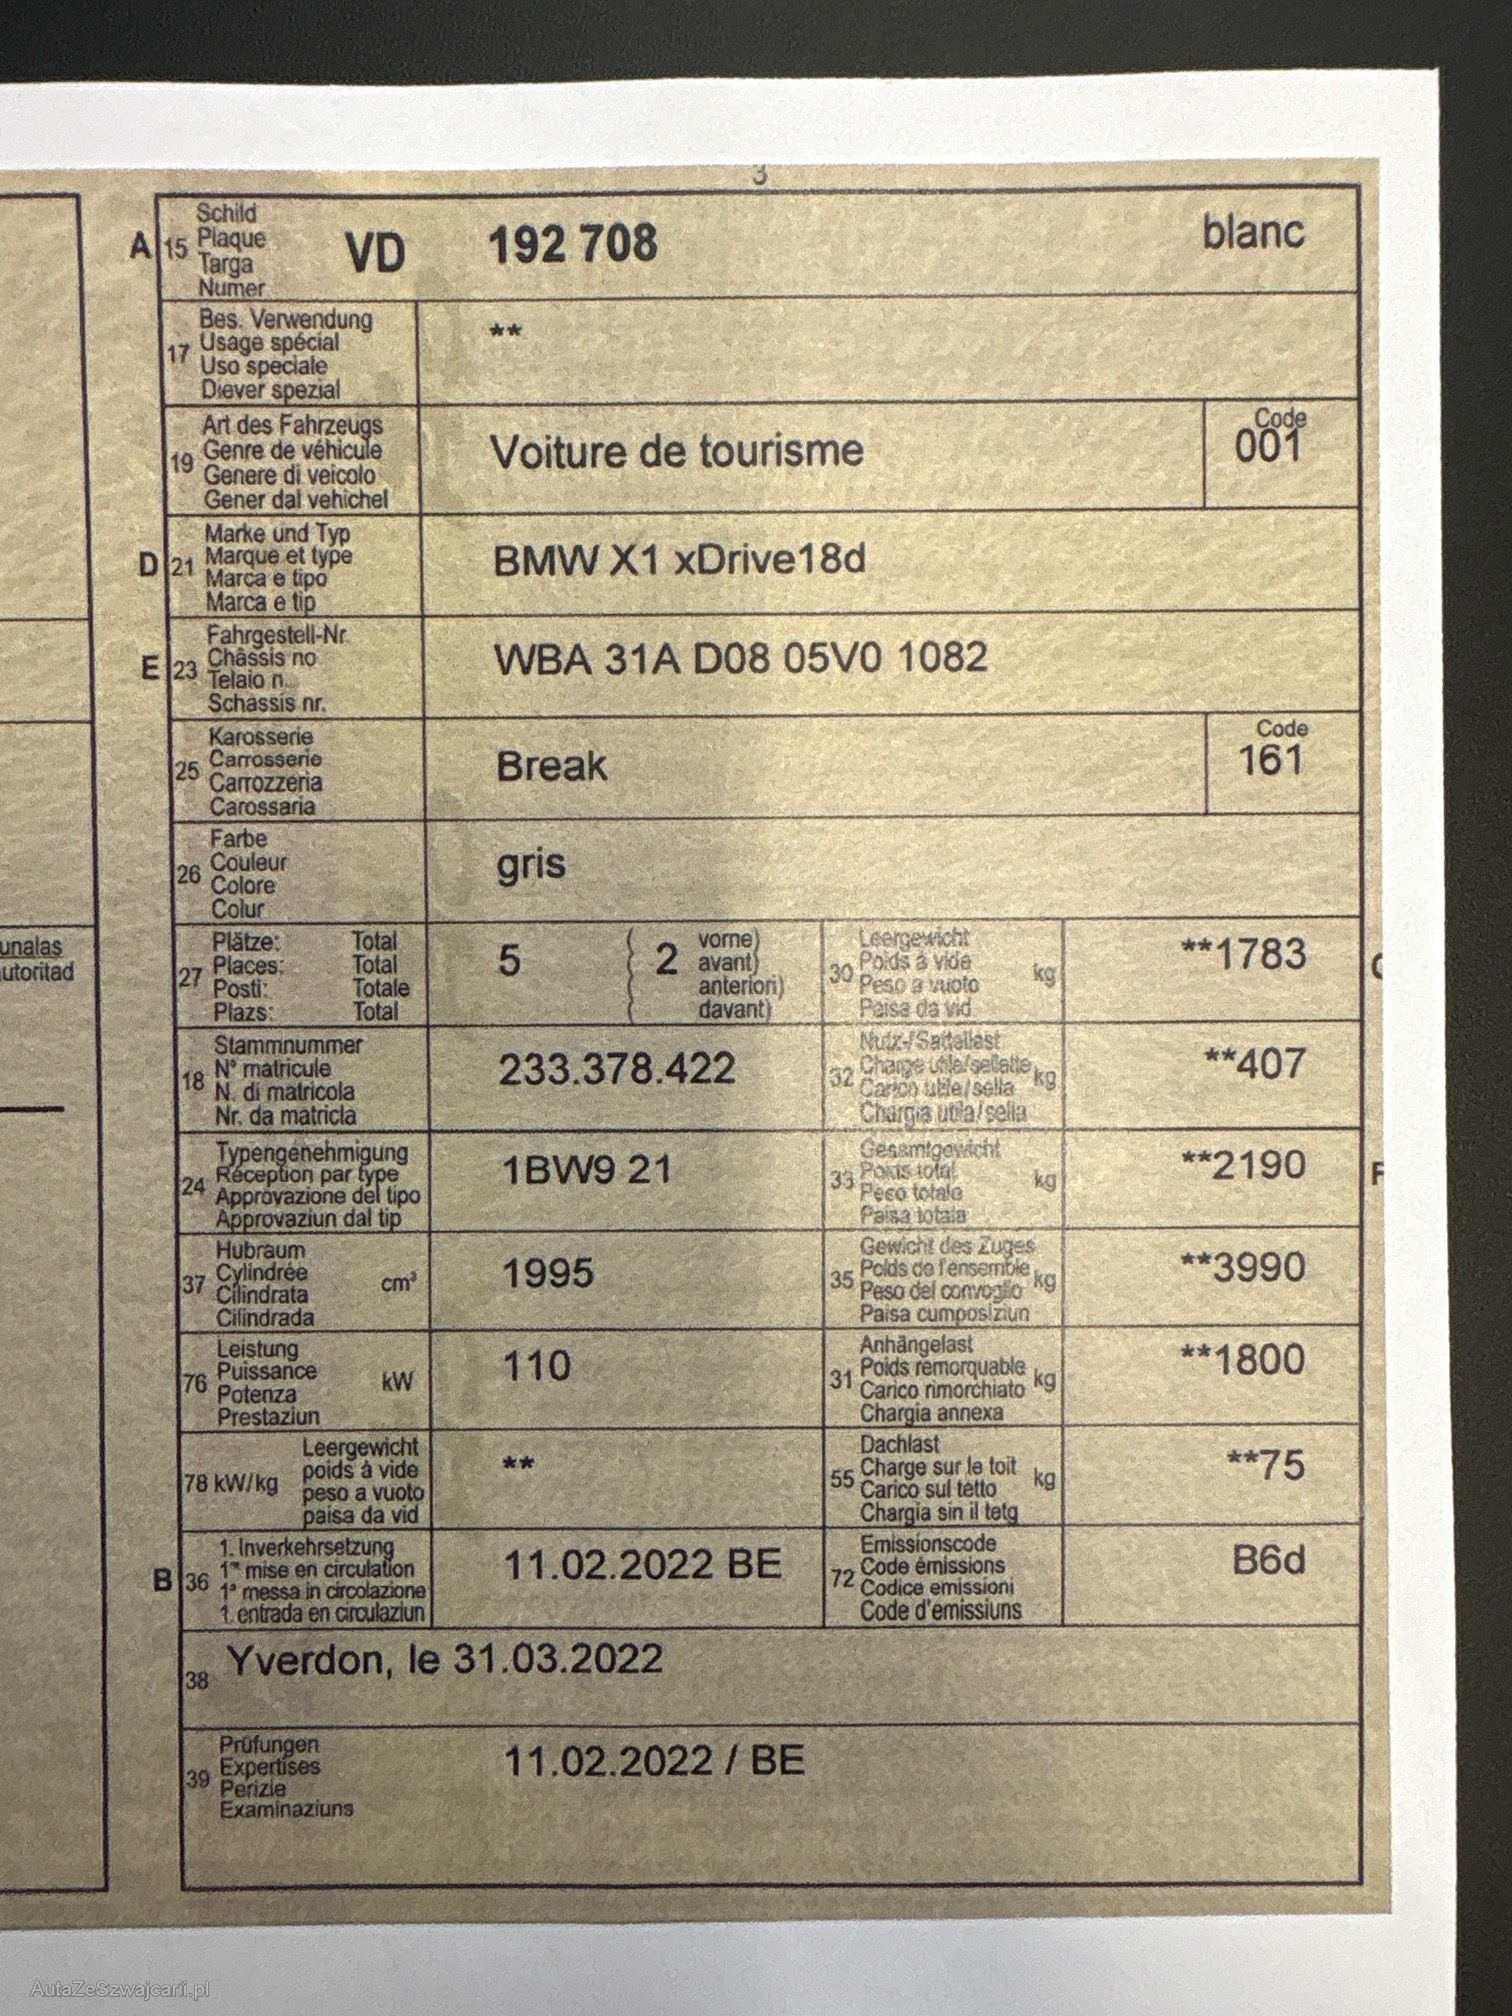 3
A 15 Schild
Plaque
Targa
Numer
VD 192 708 blanc
17 Bes. Verwendung
Usage spécial
Uso speciale
Diever spezial
**
19 Art des Fahrzeugs
Genre de véhicule
Genere di veicolo
Gener dal vehichel
Voiture de tourisme
Code
001
D 21 Marke und Typ
Marque et type
Marca e tipo
Marca e tip
BMW X1 xDrive18d
E 23 Fahrgestell-Nr.
Châssis no
Telaio n.
Schassis nr.
WBA 31A D08 05V0 1082
25 Karosserie
Carrosserie
Carrozzeria
Carossaria
Break
Code
161
26 Farbe
Couleur
Colore
Colur
gris
unalas
utoritad
27 Plätze: Total
Places: Total
Posti: Totale
Plazs: Total
5 ( 2 vorne)
avant)
anteriori)
davant)
30 Leergewicht
Poids à vide
Peso a vuoto
Paisa da vid
kg
**1783
18 Stammnummer
N° matricule
N. di matricola
Nr. da matricla
233.378.422
32 Nutz-/Sattellast
Charge utile/sellette
Carico utile/sella
Chargia utila/sella
kg
**407
24 Typengenehmigung
Réception par type
Approvazione del tipo
Approvaziun dal tip
1BW9 21
33 Gesamtgewicht
Poids total
Peso totale
Paisa totala
kg
**2190
37 Hubraum
Cylindrée
Cilindrata
Cilindrada
cm³
1995
35 Gewicht des Zuges
Poids de l'ensemble
Peso del convoglio
Paisa cumposiziun
kg
**3990
76 Leistung
Puissance
Potenza
Prestaziun
kW
110
31 Anhängelast
Poids remorquable
Carico rimorchiato
Chargia annexa
kg
**1800
78 kW/kg Leergewicht
poids à vide
peso a vuoto
paisa da vid
**
55 Dachlast
Charge sur le toit
Carico sul tetto
Chargia sin il tetg
kg
**75
B 36 1. Inverkehrsetzung
1re mise en circulation
1a messa in circolazione
1. entrada en circulaziun
11.02.2022 BE
72 Emissionscode
Code émissions
Codice emissioni
Code d'emissiuns
B6d
38 Yverdon, le 31.03.2022
39 Prüfungen
Expertises
Perizie
Examinaziuns
11.02.2022 / BE
AutaZeSzwajcarii.pl